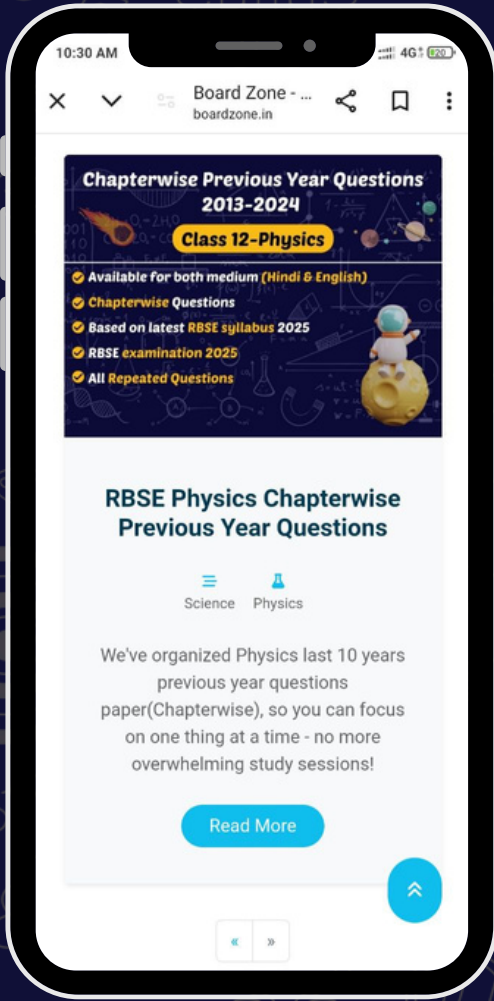 10:30 AM
4G
20
Board Zone - ...
boardzone.in
Chapterwise Previous Year Questions
2013-2024
Class 12-Physics
Available for both medium (Hindi & English)
Chapterwise Questions
Based on latest RBSE syllabus 2025
RBSE examination 2025
All Repeated Questions
RBSE Physics Chapterwise
Previous Year Questions
Science Physics
We've organized Physics last 10 years
previous year questions
paper(Chapterwise), so you can focus
on one thing at a time - no more
overwhelming study sessions!
Read More
« »